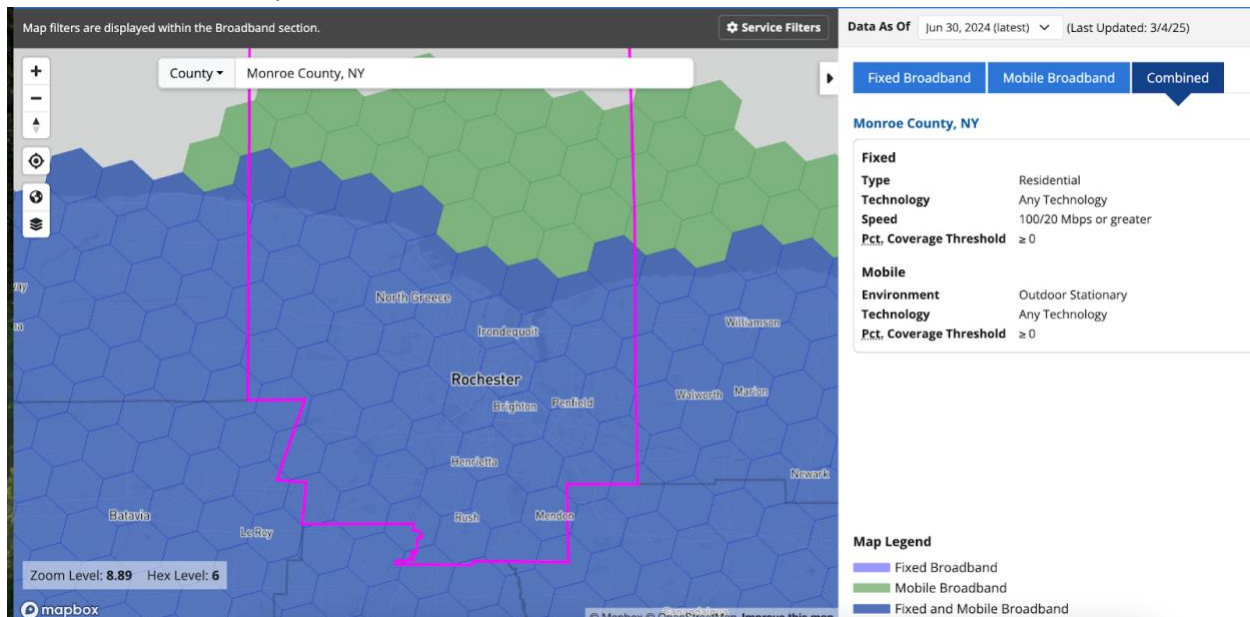 Map filters are displayed within the Broadband section.
Service Filters
County
Monroe County, NY
North Greece
Irondequoit
Williamson
Rochester
Brighton
Penfield
Walworth
Marion
Henrietta
Newark
Batavia
Le Roy
Rush
Mendon
Zoom Level: 8.89 Hex Level: 6
mapbox
Data As Of Jun 30, 2024 (latest) (Last Updated: 3/4/25)
Fixed Broadband Mobile Broadband Combined
Monroe County, NY
Fixed
Type Residential
Technology Any Technology
Speed 100/20 Mbps or greater
Pct. Coverage Threshold ≥ 0
Mobile
Environment Outdoor Stationary
Technology Any Technology
Pct. Coverage Threshold ≥ 0
Map Legend
Fixed Broadband
Mobile Broadband
Fixed and Mobile Broadband